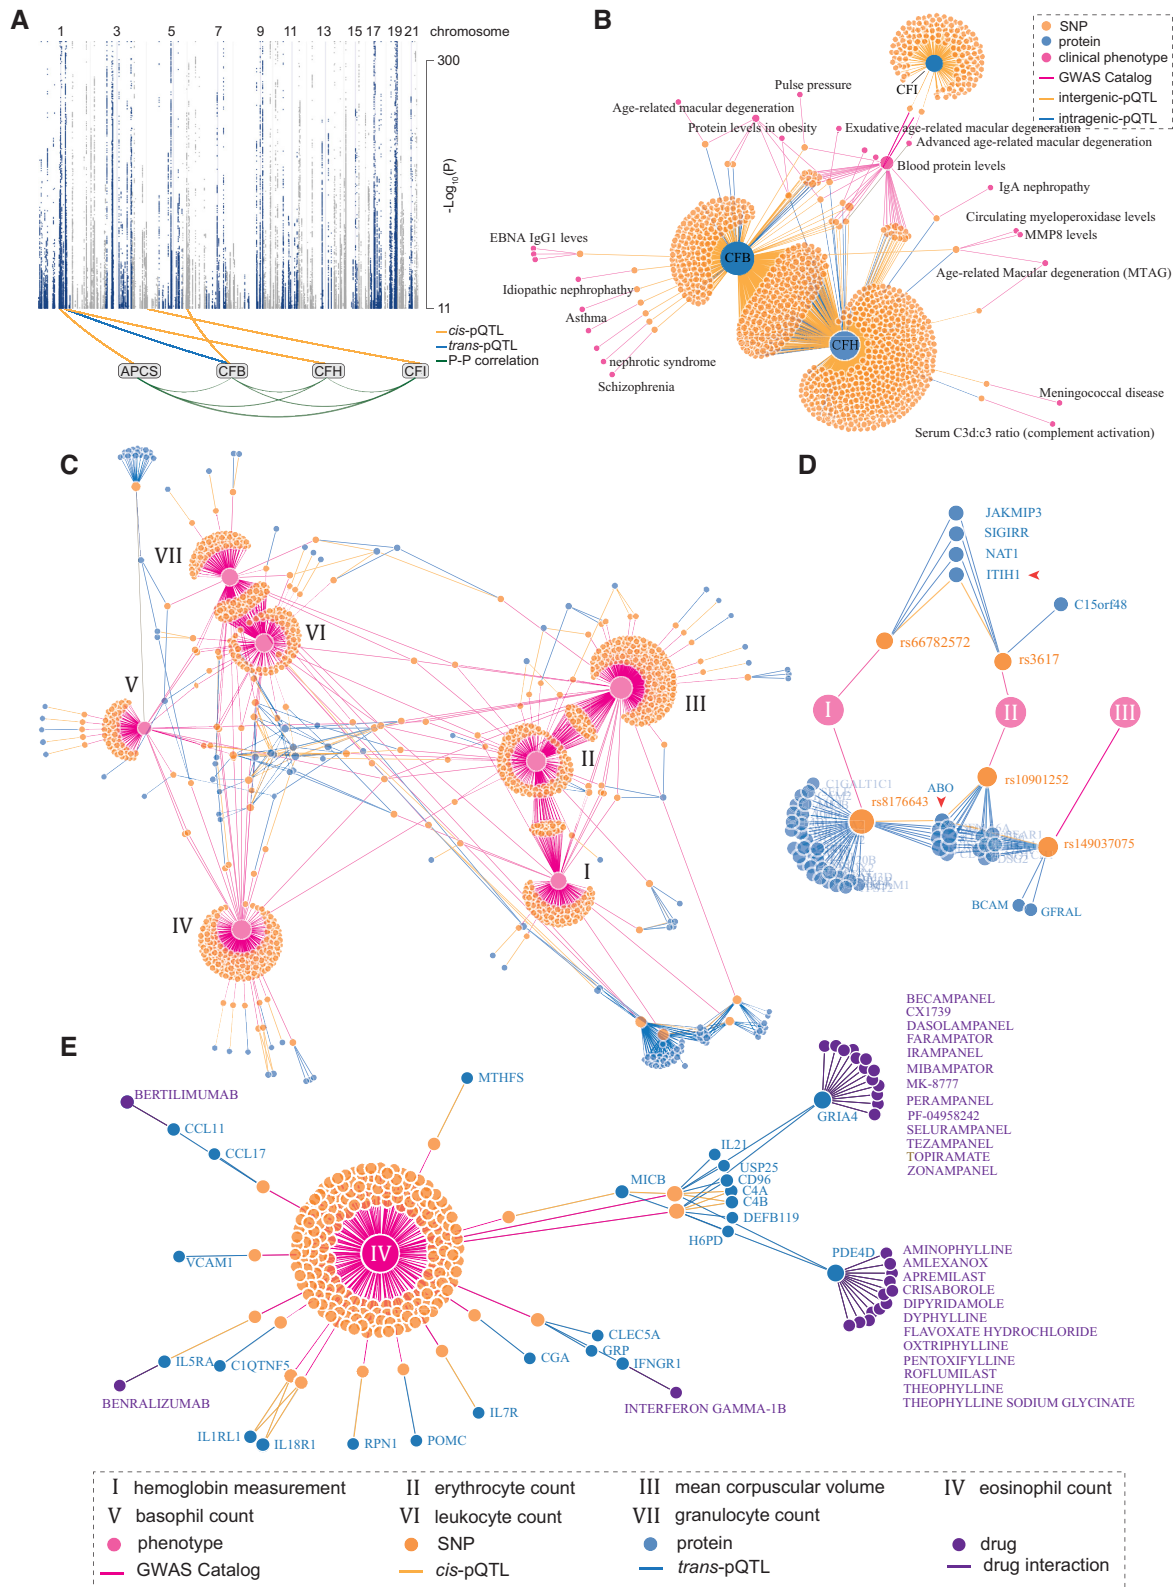 A
1 3 5 7 9 11 13 15 17 19 21 chromosome
300
-Log10(P)
11
cis-pQTL
trans-pQTL
P-P correlation
APCS CFB CFH CFI
B
SNP
protein
clinical phenotype
GWAS Catalog
intergenic-pQTL
intragenic-pQTL
CFI
Pulse pressure
Age-related macular degeneration
Protein levels in obesity
Exudative age-related macular degeneration
Advanced age-related macular degeneration
Blood protein levels
IgA nephropathy
Circulating myeloperoxidase levels
MMP8 levels
EBNA IgG1 leves
CFB
Age-related Macular degeneration (MTAG)
Idiopathic nephrophathy
Asthma
CFH
nephrotic syndrome
Schizophrenia
Meningococcal disease
Serum C3d:c3 ratio (complement activation)
C
VII
VI
V
III
II
I
IV
D
JAKMIP3
SIGIRR
NAT1
ITIH1
C15orf48
rs66782572
rs3617
I II III
rs10901252
C1GALT1C1
ABO
rs8176643
rs149037075
BCAM
GFRAL
E
BERTILIMUMAB
MTHFS
CCL11
CCL17
IV
VCAM1
IL5RA
C1QTNF5
BENRALIZUMAB
IL1RL1
IL18R1
RPN1
POMC
IL7R
CGA
CLEC5A
GRP
IFNGR1
INTERFERON GAMMA-1B
MICB
IL21
USP25
CD96
C4A
C4B
DEFB119
H6PD
GRIA4
PDE4D
BECAMPANEL
CX1739
DASOLAMPANEL
FARAMPATOR
IRAMPANEL
MIBAMPATOR
MK-8777
PERAMPANEL
PF-04958242
SELURAMPANEL
TEZAMPANEL
TOPIRAMATE
ZONAMPANEL
AMINOPHYLLINE
AMLEXANOX
APREMILAST
CRISABOROLE
DIPYRIDAMOLE
DYPHYLLINE
FLAVOXATE HYDROCHLORIDE
OXTRIPHYLLINE
PENTOXIFYLLINE
ROFLUMILAST
THEOPHYLLINE
THEOPHYLLINE SODIUM GLYCINATE
I hemoglobin measurement II erythrocyte count III mean corpuscular volume IV eosinophil count
V basophil count VI leukocyte count VII granulocyte count
phenotype SNP protein drug
GWAS Catalog cis-pQTL trans-pQTL drug interaction